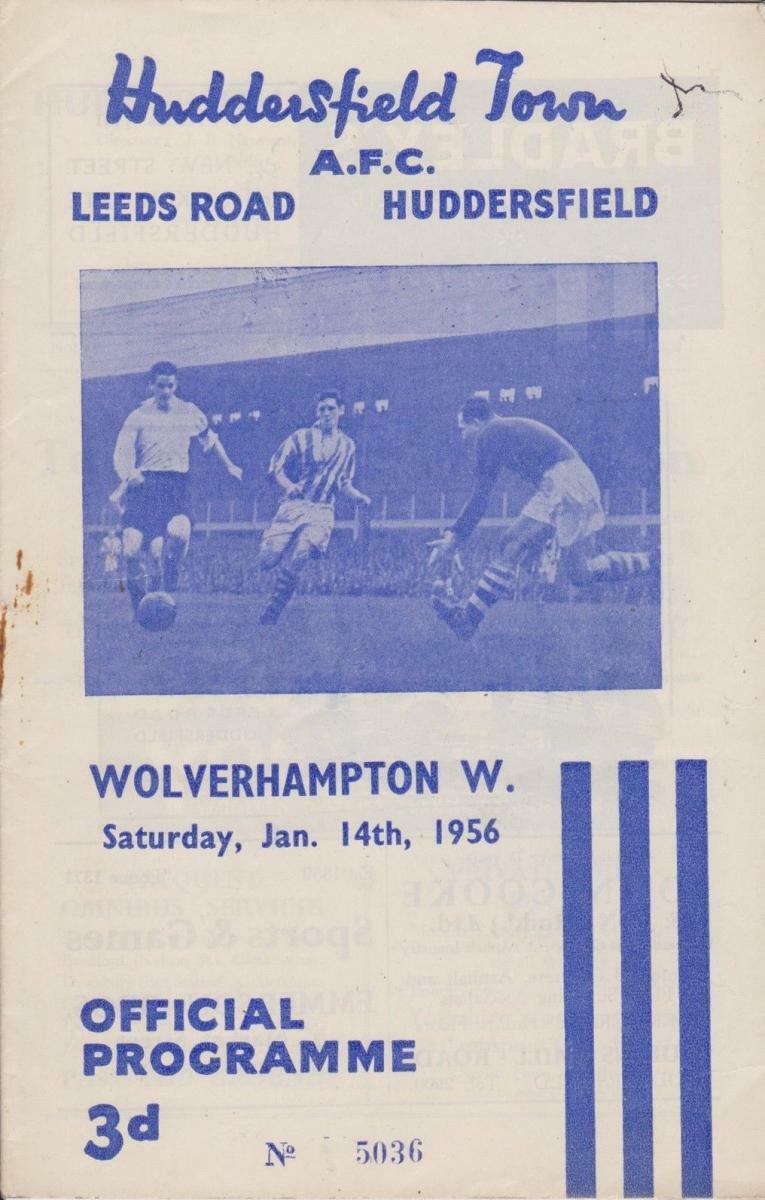 Huddersfield Town
A.F.C.
LEEDS ROAD HUDDERSFIELD
WOLVERHAMPTON W.
Saturday, Jan. 14th, 1956
OFFICIAL
PROGRAMME
3d
Nº 5036